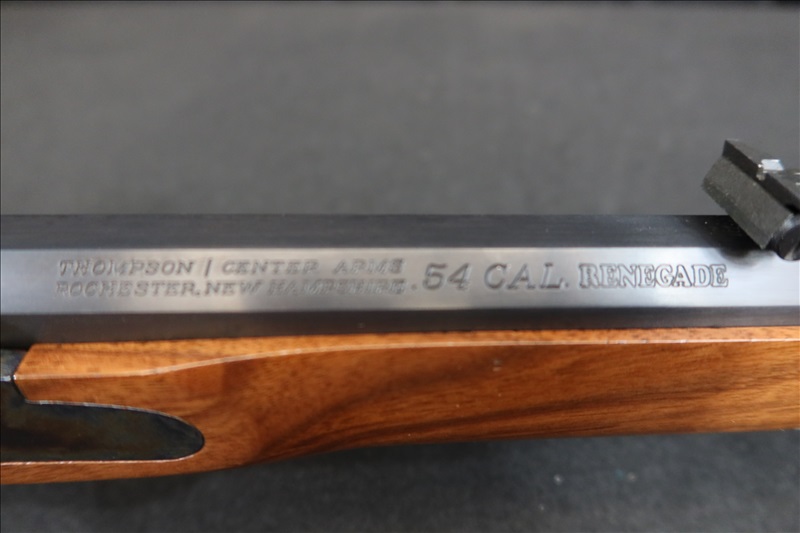 THOMPSON / CENTER ARMS
ROCHESTER, NEW HAMPSHIRE.
.54 CAL. RENEGADE